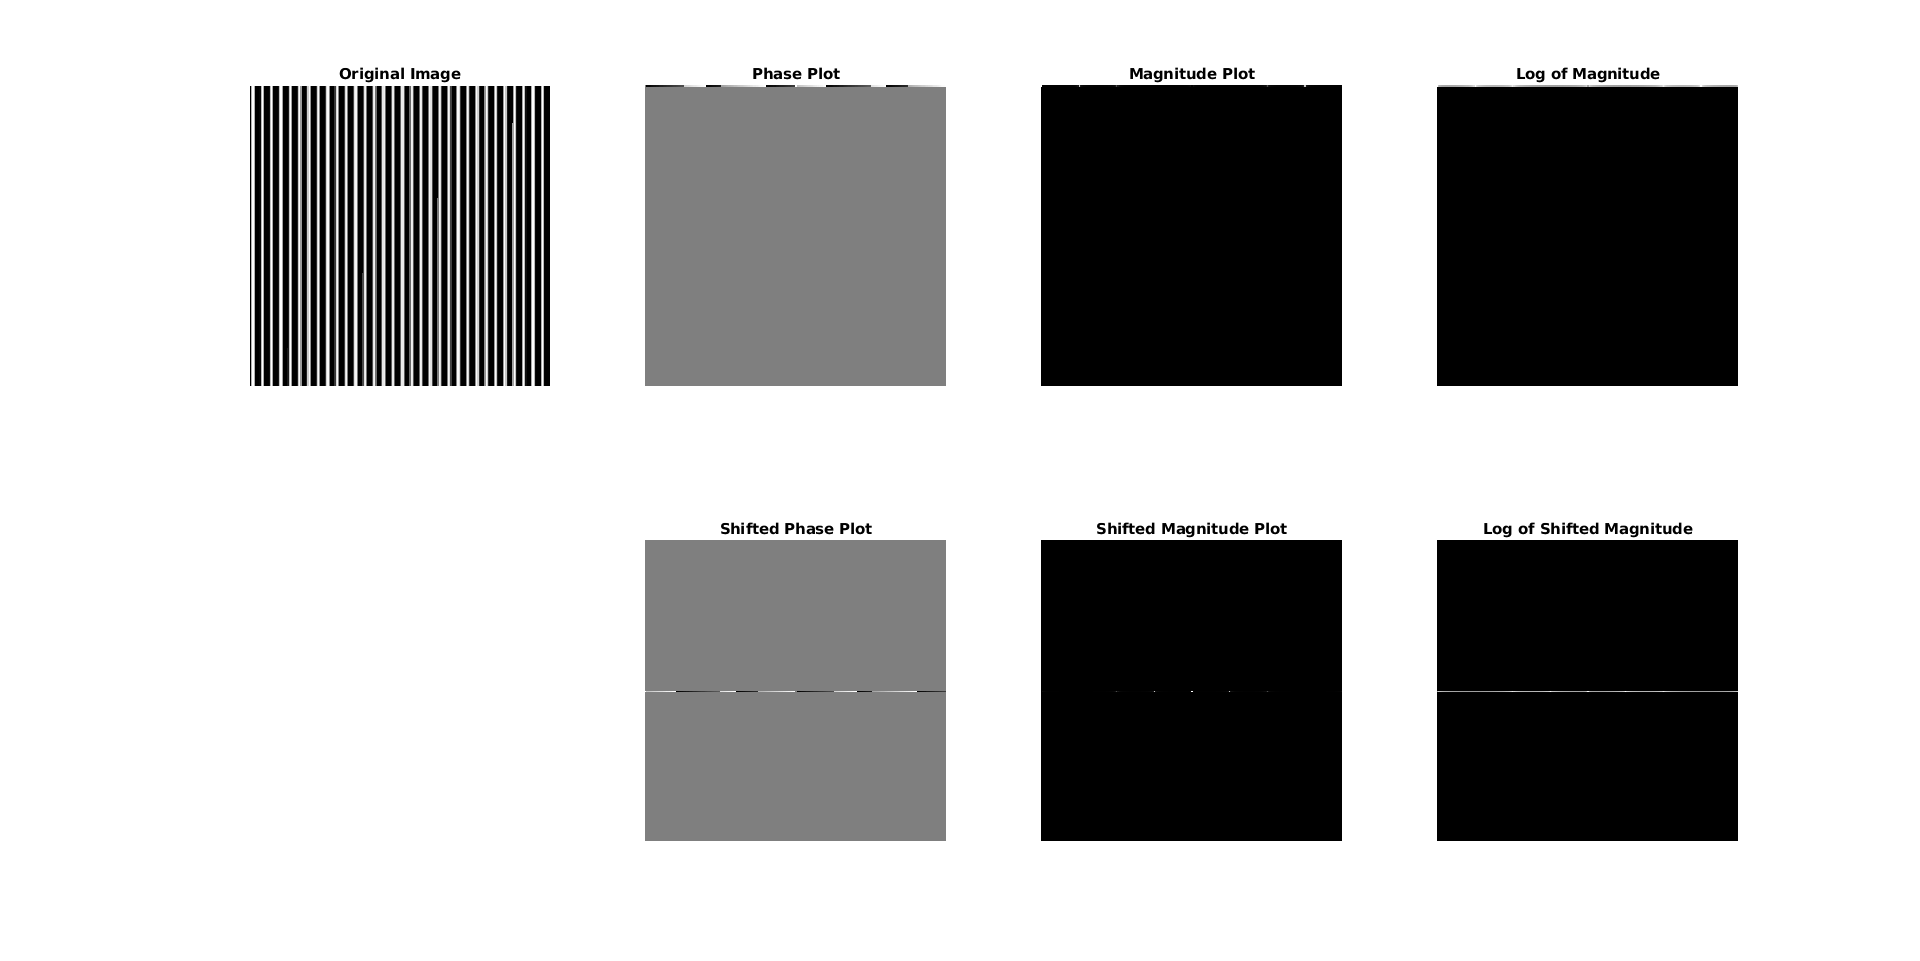 Original Image
Phase Plot
Magnitude Plot
Log of Magnitude
Shifted Phase Plot
Shifted Magnitude Plot
Log of Shifted Magnitude